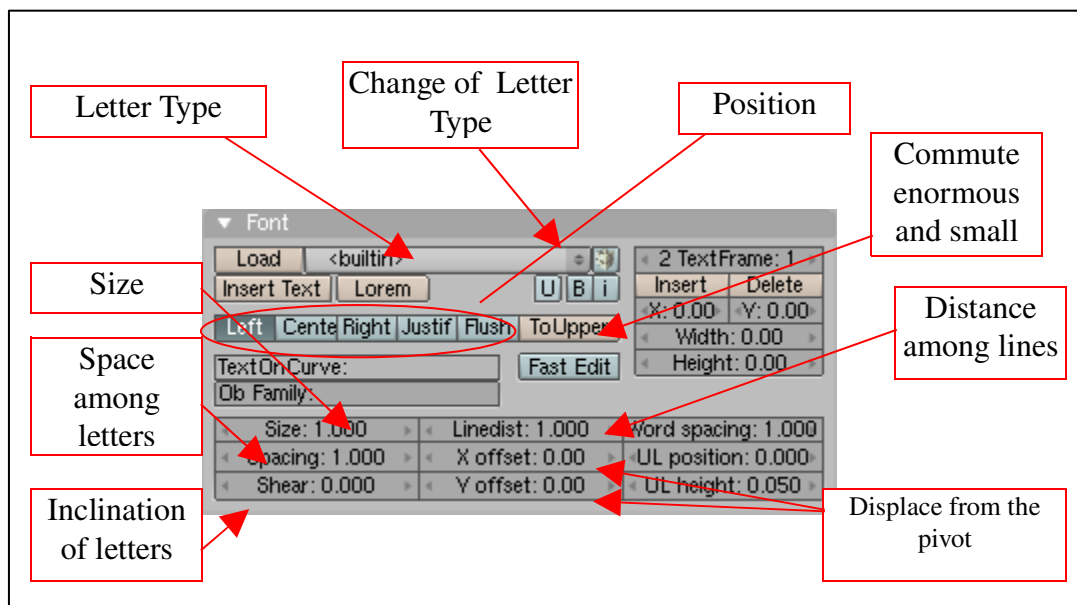 Letter Type
Change of Letter
Type
Position
Commute
enormous
and small
Size
Distance
among lines
Space
among
letters
Inclination
of letters
Displace from the
pivot
Font
Load <builtin>
2 TextFrame: 1
Insert Text Lorem U B i
Insert Delete
X: 0.00 Y: 0.00
Left Cente Right Justif Flush ToUpper
Width: 0.00
TextOnCurve: Fast Edit
Height: 0.00
Ob Family:
Size: 1.000 Linedist: 1.000 Word spacing: 1.000
Spacing: 1.000 X offset: 0.00 UL position: 0.000
Shear: 0.000 Y offset: 0.00 UL height: 0.050